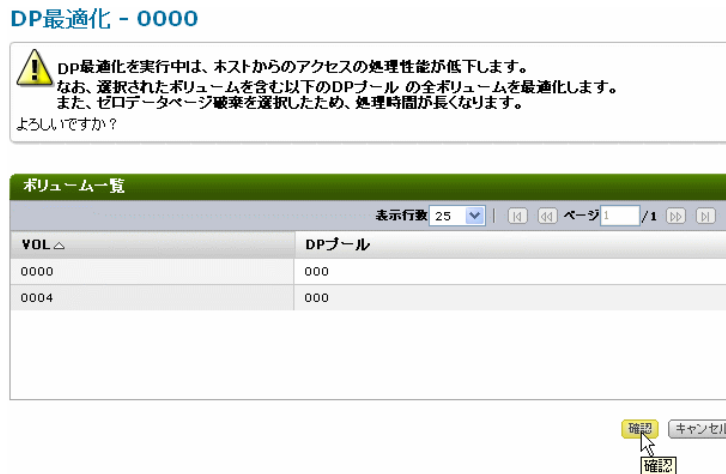 DP最適化 - 0000
DP最適化を実行中は、ホストからのアクセスの処理性能が低下します。
なお、選択されたボリュームを含む以下のDPプール の全ボリュームを最適化します。
また、ゼロデータページ破棄を選択したため、処理時間が長くなります。
よろしいですか?
ボリューム一覧
表示行数 25 | ページ 1 /1
VOL△ DPプール
0000 000
0004 000
確認 キャンセル
確認